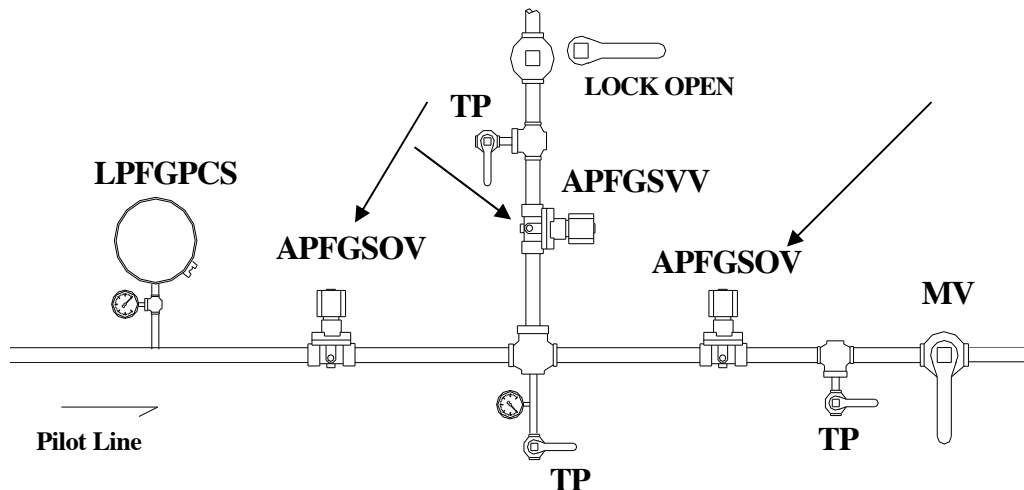 LOCK OPEN
TP
LPFGPCS
APFGSVV
APFGSOV
APFGSOV
MV
Pilot Line
TP
TP